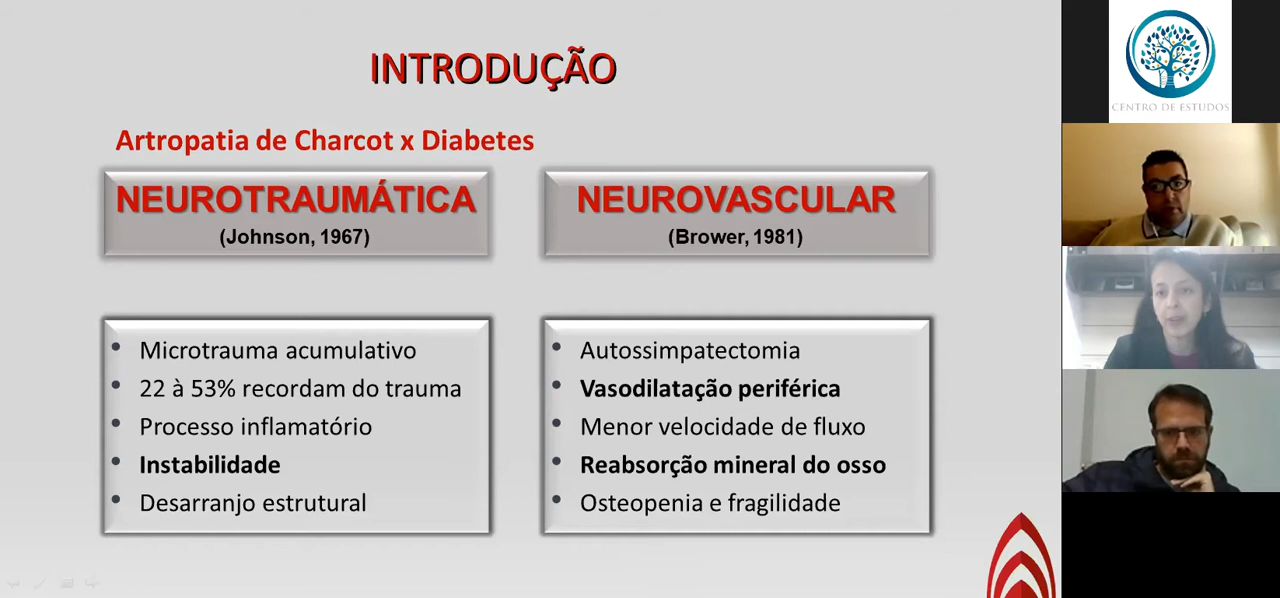 INTRODUÇÃO
Artropatia de Charcot x Diabetes
NEUROTRAUMÁTICA
(Johnson, 1967)
Microtrauma acumulativo
22 à 53% recordam do trauma
Processo inflamatório
Instabilidade
Desarranjo estrutural
NEUROVASCULAR
(Brower, 1981)
Autossimpatectomia
Vasodilatação periférica
Menor velocidade de fluxo
Reabsorção mineral do osso
Osteopenia e fragilidade
CENTRO DE ESTUDOS